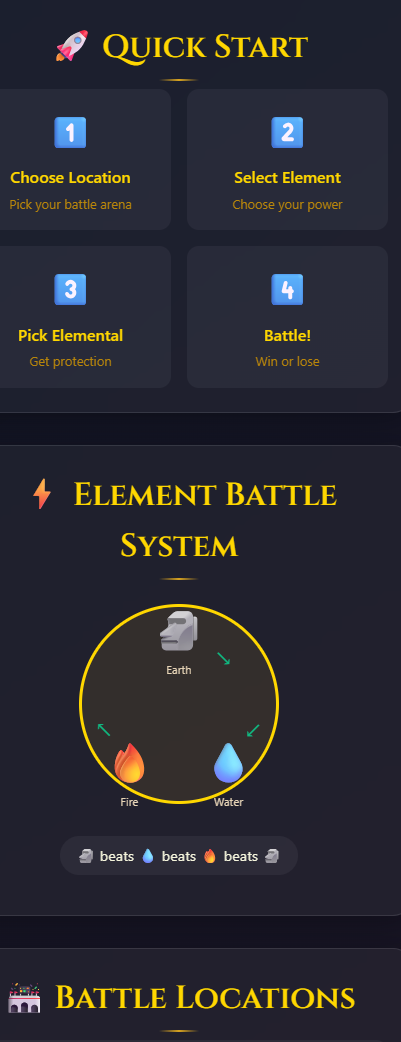 🚀 Quick Start
1
Choose Location
Pick your battle arena
2
Select Element
Choose your power
3
Pick Elemental
Get protection
4
Battle!
Win or lose
⚡ Element Battle
System
Earth
↘
↙
↖
Fire
Water
🗿 beats 💧 beats 🔥 beats 🗿
🏰 Battle Locations